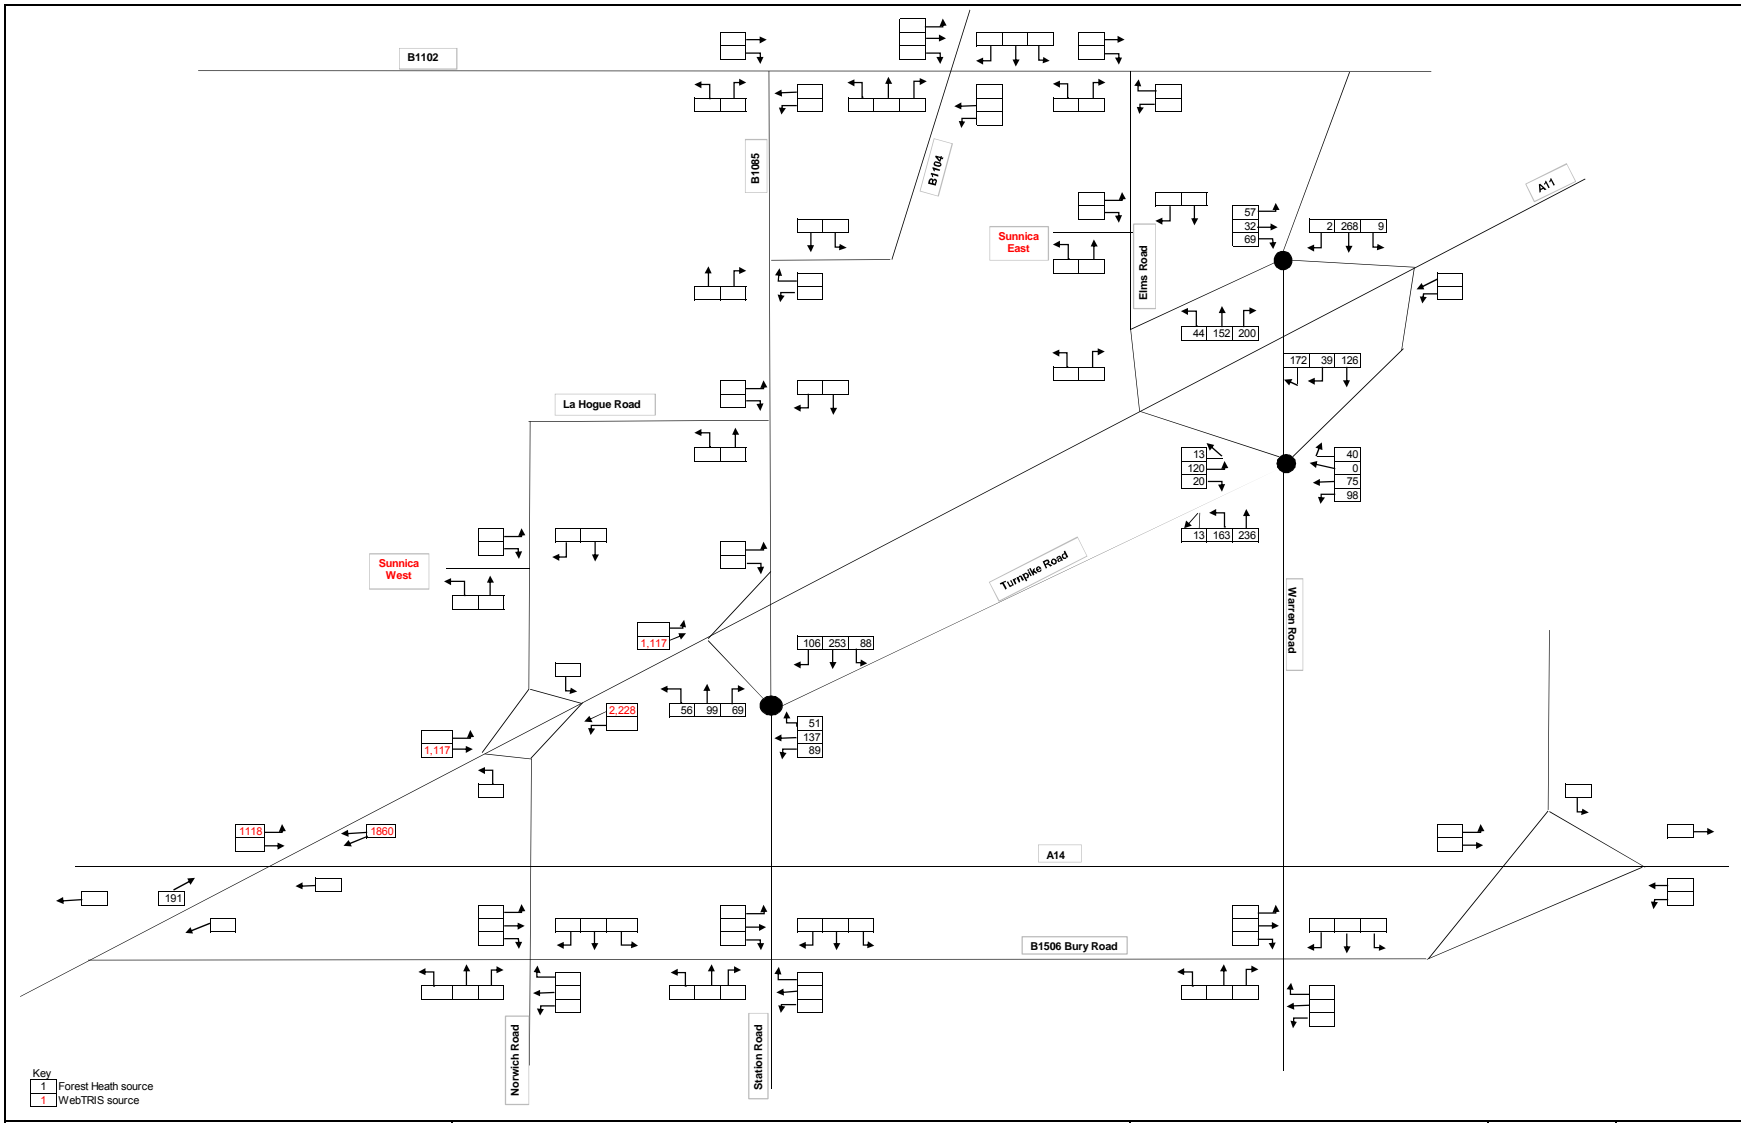 B1102
B1085
B1104
A11
Sunnica
East
Elms Road
57
32
69
2 268 9
44 152 200
172 39 126
La Hogue Road
13
120
20
40
0
75
98
13 163 236
Sunnica
West
Turnpike Road
Warren Road
1,117
106 253 88
2,228
56 99 69
51
137
89
1,117
1118
1860
A14
191
B1506 Bury Road
Norwich Road
Station Road
Key
1 Forest Heath source
1 WebTRIS source